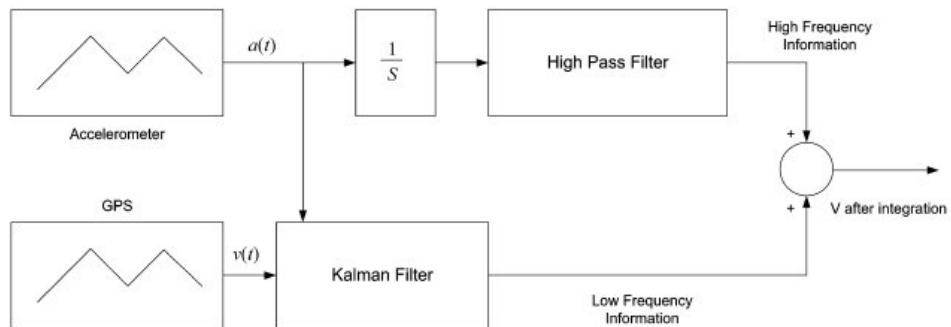 High Frequency
Information
a(t)
1
S
High Pass Filter
Accelerometer
+
GPS
+
V after integration
v(t)
Kalman Filter
Low Frequency
Information